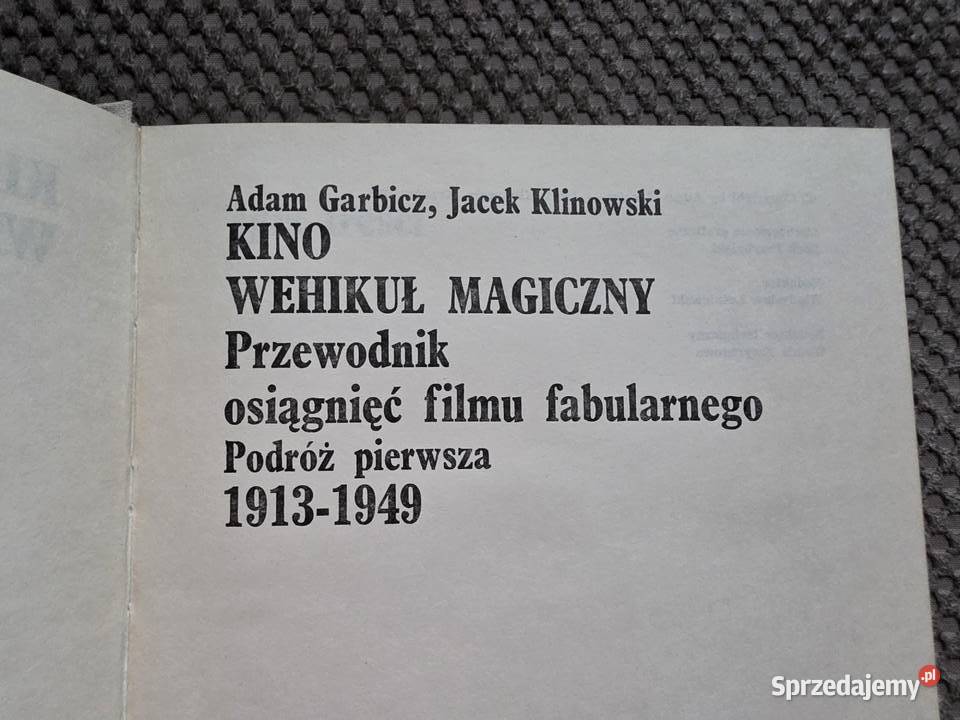 Adam Garbicz, Jacek Klinowski
KINO
WEHIKUŁ MAGICZNY
Przewodnik
osiągnięć filmu fabularnego
Podróż pierwsza
1913-1949
Sprzedajemy.pl